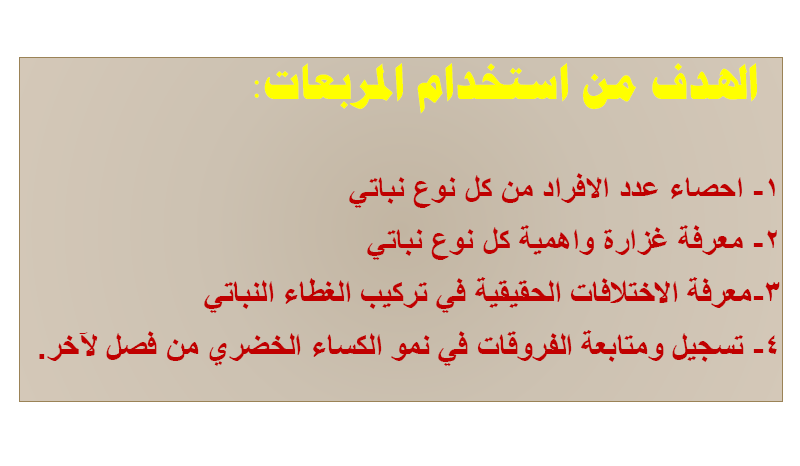 الهدف من استخدام المربعات:
١- احصاء عدد الافراد من كل نوع نباتي
٢- معرفة غزارة واهمية كل نوع نباتي
٣-معرفة الاختلافات الحقيقية في تركيب الغطاء النباتي
٤- تسجيل ومتابعة الفروقات في نمو الكساء الخضري من فصل لآخر.